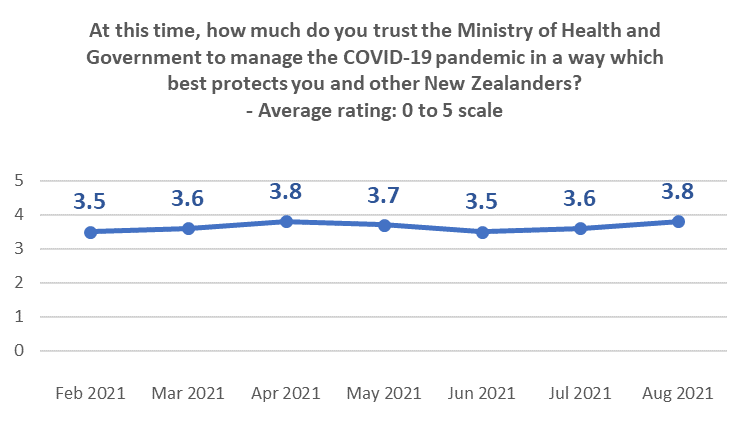 At this time, how much do you trust the Ministry of Health and
Government to manage the COVID-19 pandemic in a way which
best protects you and other New Zealanders?
- Average rating: 0 to 5 scale
5
3.5 3.6 3.8 3.7 3.5 3.6 3.8
4
3
2
1
0
Feb 2021 Mar 2021 Apr 2021 May 2021 Jun 2021 Jul 2021 Aug 2021